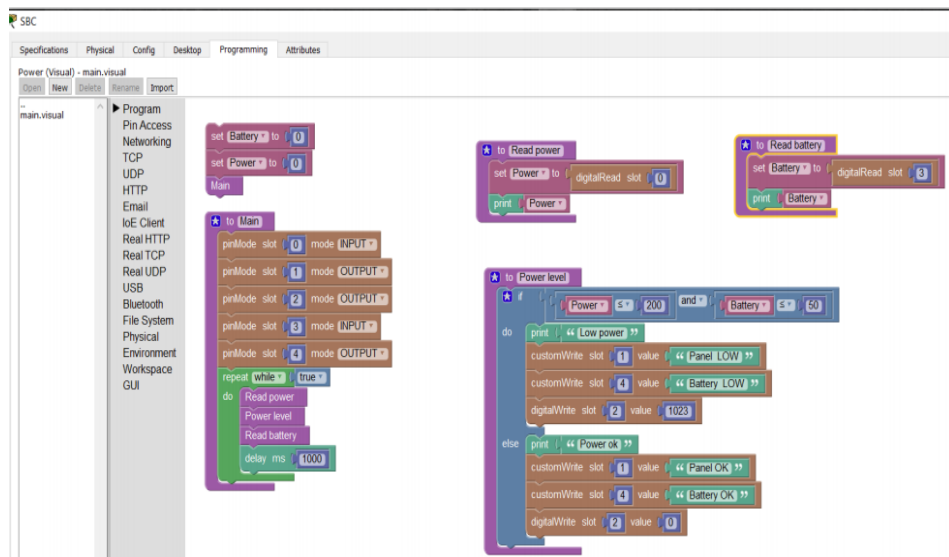 SBC
Specifications Physical Config Desktop Programming Attributes
Power (Visual) - main.visual
Open New Delete Rename Import
..
main.visual
Program
Pin Access
Networking
TCP
UDP
HTTP
Email
IoE Client
Real HTTP
Real TCP
Real UDP
USB
Bluetooth
File System
Physical
Environment
Workspace
GUI
set Battery to 0
set Power to 0
Main
to Main
pinMode slot 0 mode INPUT
pinMode slot 1 mode OUTPUT
pinMode slot 2 mode OUTPUT
pinMode slot 3 mode INPUT
pinMode slot 4 mode OUTPUT
repeat while true
do Read power
Power level
Read battery
delay ms 1000
to Read power
set Power to digitalRead slot 0
print Power
to Read battery
set Battery to digitalRead slot 3
print Battery
to Power level
if Power ≤ 200 and Battery ≤ 50
do print “ Low power ”
customWrite slot 1 value “ Panel LOW ”
customWrite slot 4 value “ Battery LOW ”
digitalWrite slot 2 value 1023
else print “ Power ok ”
customWrite slot 1 value “ Panel OK ”
customWrite slot 4 value “ Battery OK ”
digitalWrite slot 2 value 0